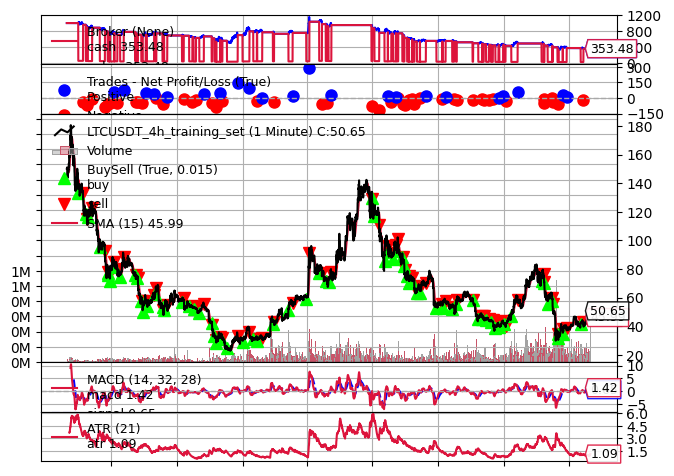 Broker (None)
cash 353.48
1200
800
353.48
0
Trades - Net Profit/Loss (True)
Positive
Negative
300
150
0
−150
LTCUSDT_4h_training_set (1 Minute) C:50.65
Volume
BuySell (True, 0.015)
buy
sell
SMA (15) 45.99
180
160
140
120
100
80
60
50.65
40
20
1M
1M
0M
0M
0M
0M
0M
MACD (14, 32, 28)
macd 1.42
signal 0.65
10
5
1.42
0
−5
ATR (21)
atr 1.09
6.0
4.5
3.0
1.5
1.09